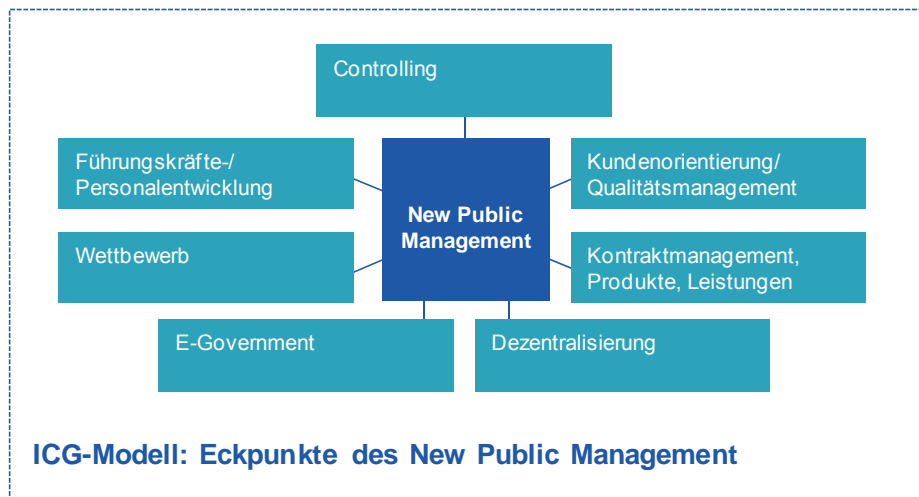 Controlling
Führungskräfte-/
Personalentwicklung
Kundenorientierung/
Qualitätsmanagement
New Public
Management
Wettbewerb
Kontraktmanagement,
Produkte, Leistungen
E-Government
Dezentralisierung
ICG-Modell: Eckpunkte des New Public Management